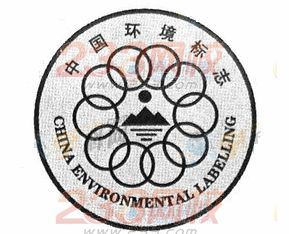 中国环境标志
CHINA ENVIRONMENTAL LABELLING